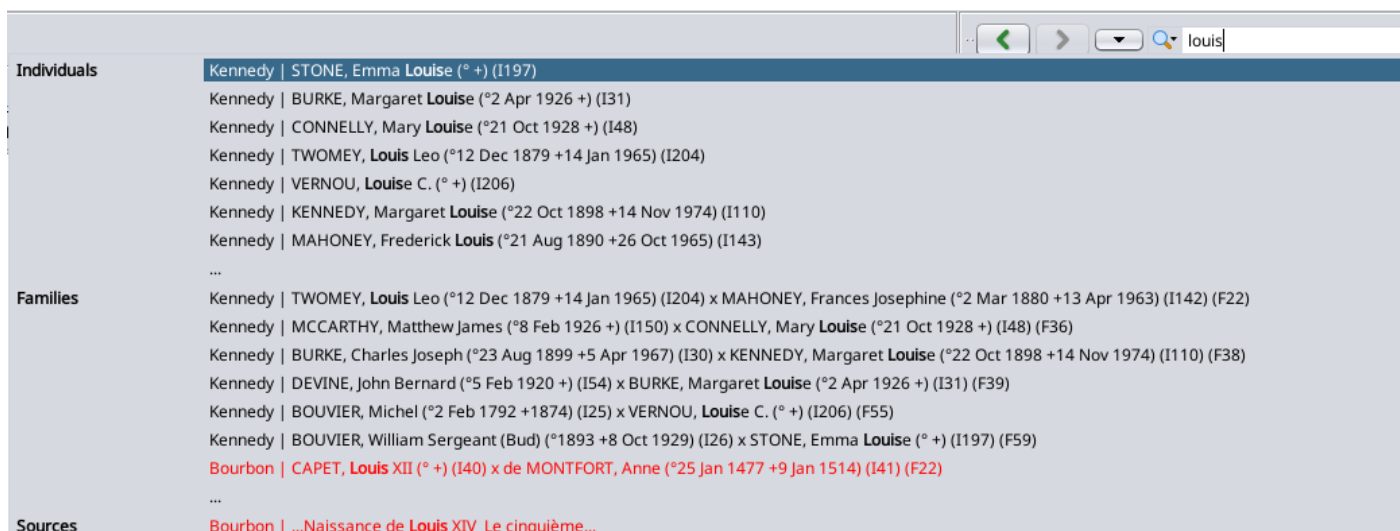 louis
Individuals Kennedy | STONE, Emma Louise (° +) (I197)
Kennedy | BURKE, Margaret Louise (°2 Apr 1926 +) (I31)
Kennedy | CONNELLY, Mary Louise (°21 Oct 1928 +) (I48)
Kennedy | TWOMEY, Louis Leo (°12 Dec 1879 +14 Jan 1965) (I204)
Kennedy | VERNOU, Louise C. (° +) (I206)
Kennedy | KENNEDY, Margaret Louise (°22 Oct 1898 +14 Nov 1974) (I110)
Kennedy | MAHONEY, Frederick Louis (°21 Aug 1890 +26 Oct 1965) (I143)
...
Families Kennedy | TWOMEY, Louis Leo (°12 Dec 1879 +14 Jan 1965) (I204) x MAHONEY, Frances Josephine (°2 Mar 1880 +13 Apr 1963) (I142) (F22)
Kennedy | MCCARTHY, Matthew James (°8 Feb 1926 +) (I150) x CONNELLY, Mary Louise (°21 Oct 1928 +) (I48) (F36)
Kennedy | BURKE, Charles Joseph (°23 Aug 1899 +5 Apr 1967) (I30) x KENNEDY, Margaret Louise (°22 Oct 1898 +14 Nov 1974) (I110) (F38)
Kennedy | DEVINE, John Bernard (°5 Feb 1920 +) (I54) x BURKE, Margaret Louise (°2 Apr 1926 +) (I31) (F39)
Kennedy | BOUVIER, Michel (°2 Feb 1792 +1874) (I25) x VERNOU, Louise C. (° +) (I206) (F55)
Kennedy | BOUVIER, William Sergeant (Bud) (°1893 +8 Oct 1929) (I26) x STONE, Emma Louise (° +) (I197) (F59)
Bourbon | CAPET, Louis XII (° +) (I40) x de MONTFORT, Anne (°25 Jan 1477 +9 Jan 1514) (I41) (F22)
...
Sources Bourbon | ...Naissance de Louis XIV Le cinquième...